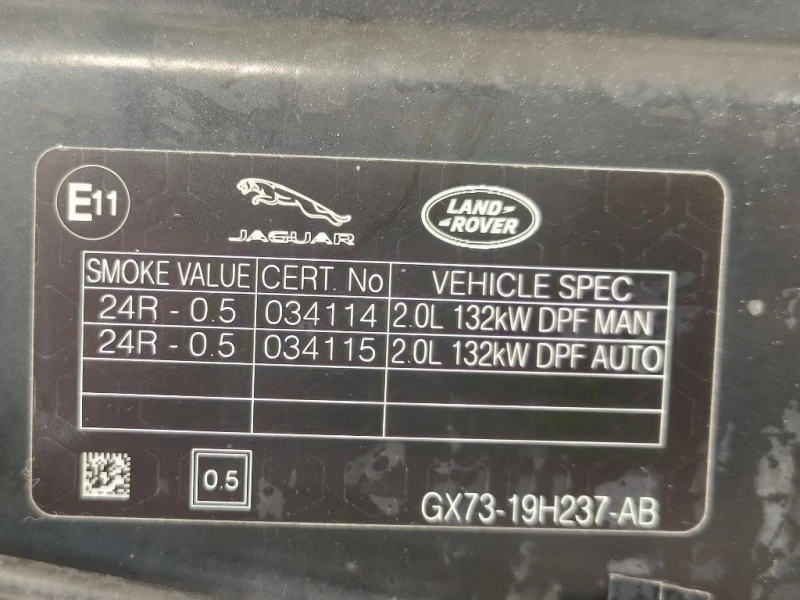 E11
JAGUAR
LAND-
-ROVER
SMOKE VALUE CERT. No VEHICLE SPEC
24R - 0.5 034114 2.0L 132kW DPF MAN
24R - 0.5 034115 2.0L 132kW DPF AUTO
0.5
GX73-19H237-AB